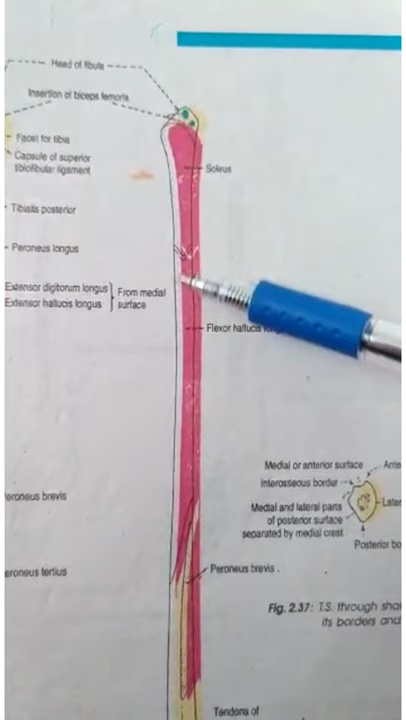 Head of fibula
Insertion of biceps femoris
Facet for tibia
Capsule of superior
tibiofibular ligament
Soleus
Tibialis posterior
Peroneus longus
Extensor digitorum longus
Extensor hallucis longus
From medial
surface
Flexor hallucis
eroneus brevis
Medial or anterior surface
Ante
Interosseous border
Later
Medial and lateral parts
of posterior surface
separated by medial crest
Posterior bo
eroneus tertius
Peroneus brevis.
Fig. 2.37: T.S. through sha
its borders and
Tendons of